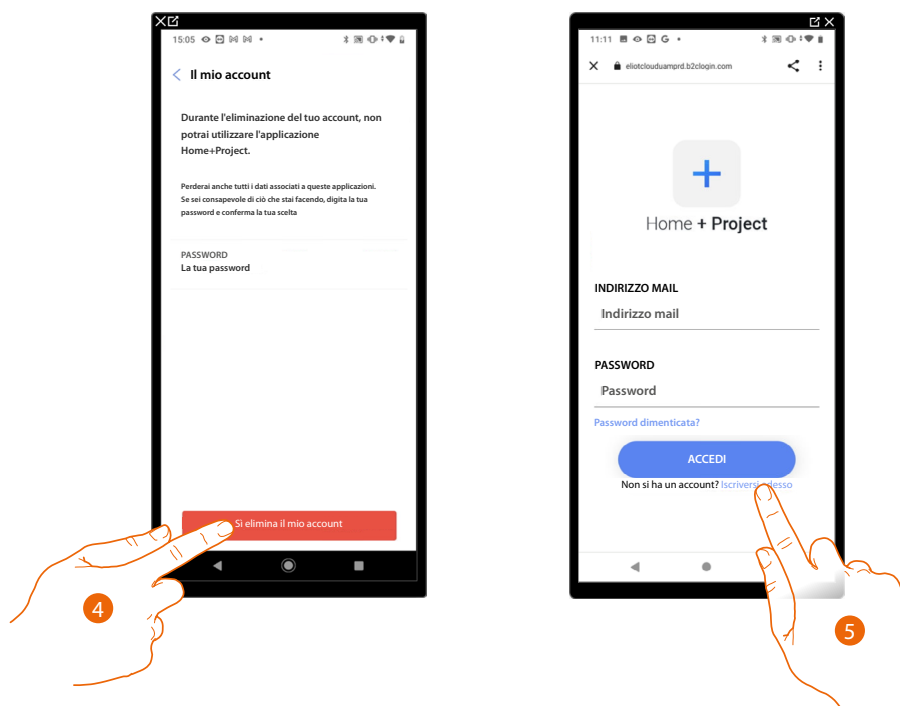 15:05
Il mio account
Durante l'eliminazione del tuo account, non
potrai utilizzare l'applicazione
Home+Project.
Perderai anche tutti i dati associati a queste applicazioni.
Se sei consapevole di ciò che stai facendo, digita la tua
password e conferma la tua scelta
PASSWORD
La tua password
Sì elimina il mio account
4
11:11
eliotclouduamprd.b2clogin.com
Home + Project
INDIRIZZO MAIL
Indirizzo mail
PASSWORD
Password
Password dimenticata?
ACCEDI
Non si ha un account? Iscriversi adesso
5